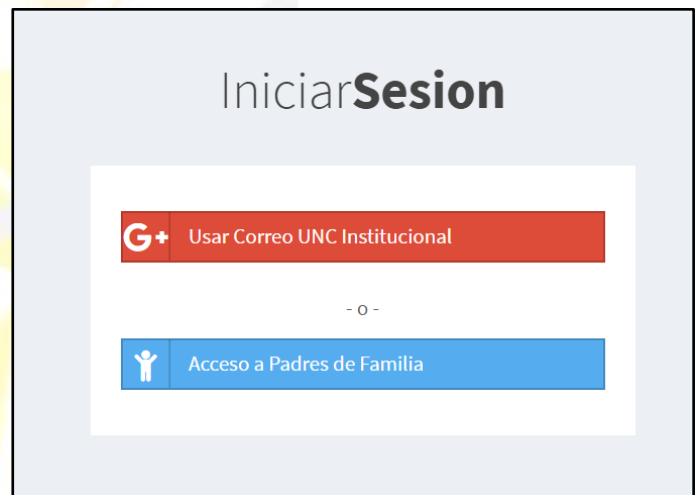 IniciarSesion
G+ Usar Correo UNC Institucional
- o -
Acceso a Padres de Familia